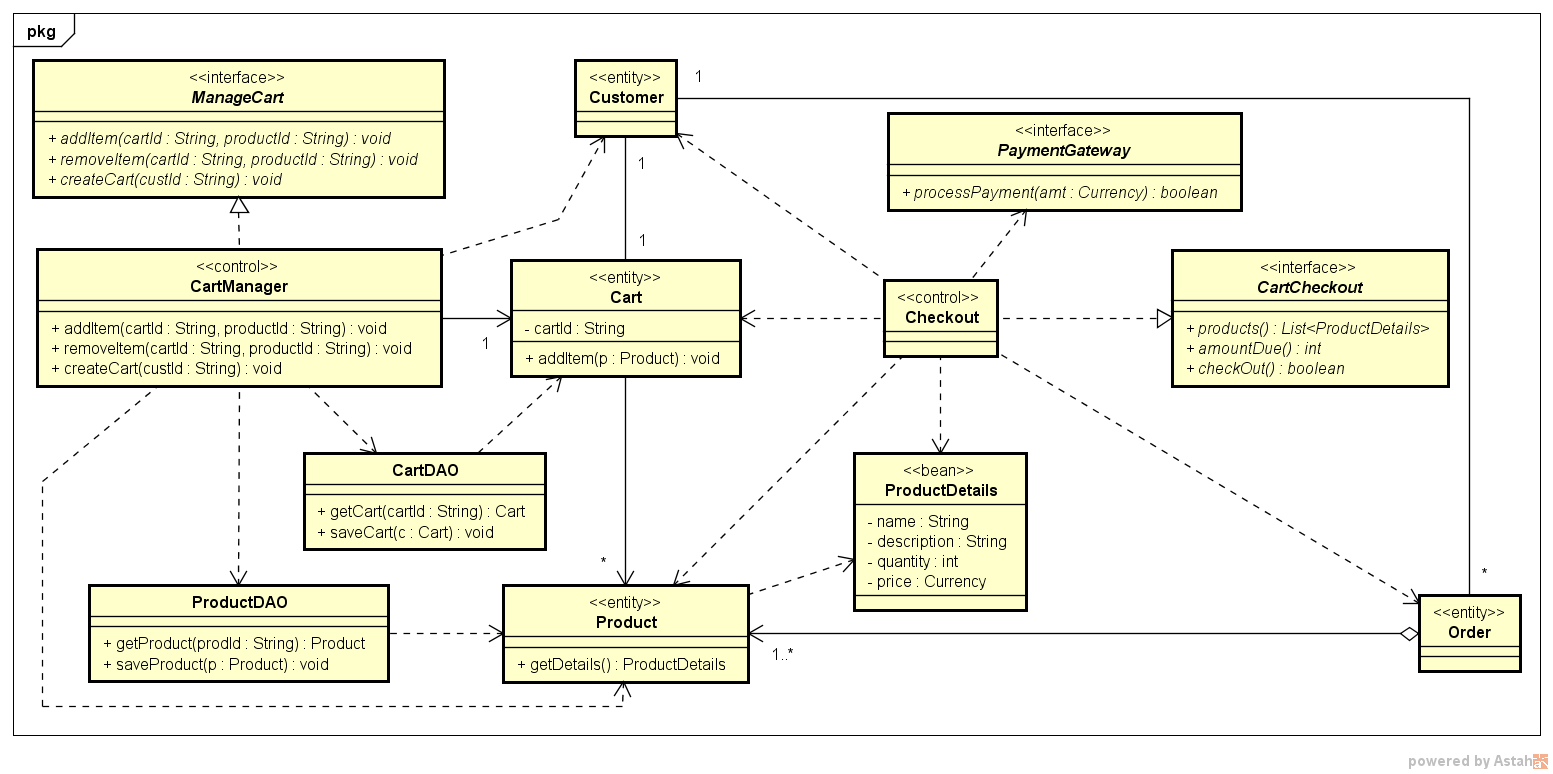 pkg
<<interface>>
ManageCart
+ addItem(cartId : String, productId : String) : void
+ removeItem(cartId : String, productId : String) : void
+ createCart(custId : String) : void
<<entity>>
Customer
1
1
1
<<interface>>
PaymentGateway
+ processPayment(amt : Currency) : boolean
<<control>>
CartManager
+ addItem(cartId : String, productId : String) : void
+ removeItem(cartId : String, productId : String) : void
+ createCart(custId : String) : void
1
<<entity>>
Cart
- cartId : String
+ addItem(p : Product) : void
<<control>>
Checkout
<<interface>>
CartCheckout
+ products() : List<ProductDetails>
+ amountDue() : int
+ checkOut() : boolean
CartDAO
+ getCart(cartId : String) : Cart
+ saveCart(c : Cart) : void
<<bean>>
ProductDetails
- name : String
- description : String
- quantity : int
- price : Currency
*
*
ProductDAO
+ getProduct(prodId : String) : Product
+ saveProduct(p : Product) : void
<<entity>>
Product
+ getDetails() : ProductDetails
1..*
<<entity>>
Order
powered by Astah